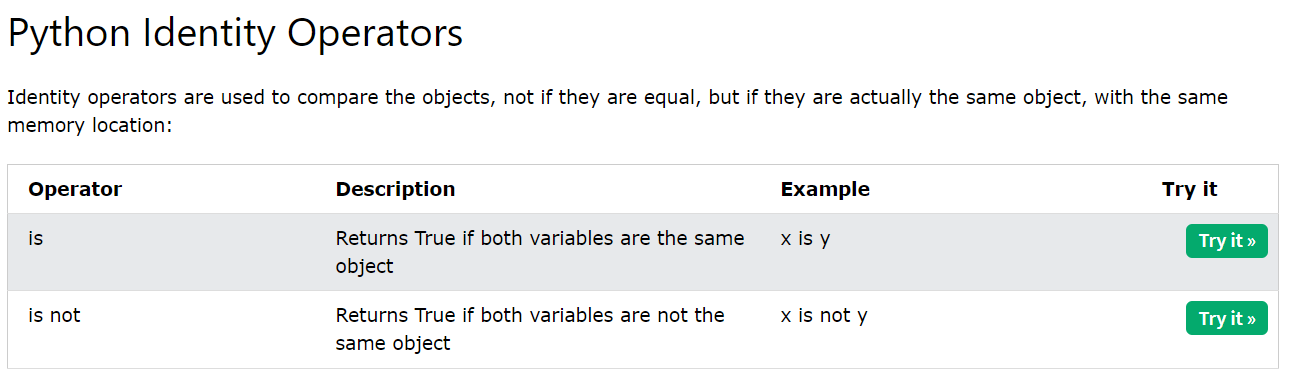 Python Identity Operators
Identity operators are used to compare the objects, not if they are equal, but if they are actually the same object, with the same
memory location:
Operator Description Example Try it
is Returns True if both variables are the same x is y Try it »
object
is not Returns True if both variables are not the x is not y Try it »
same object